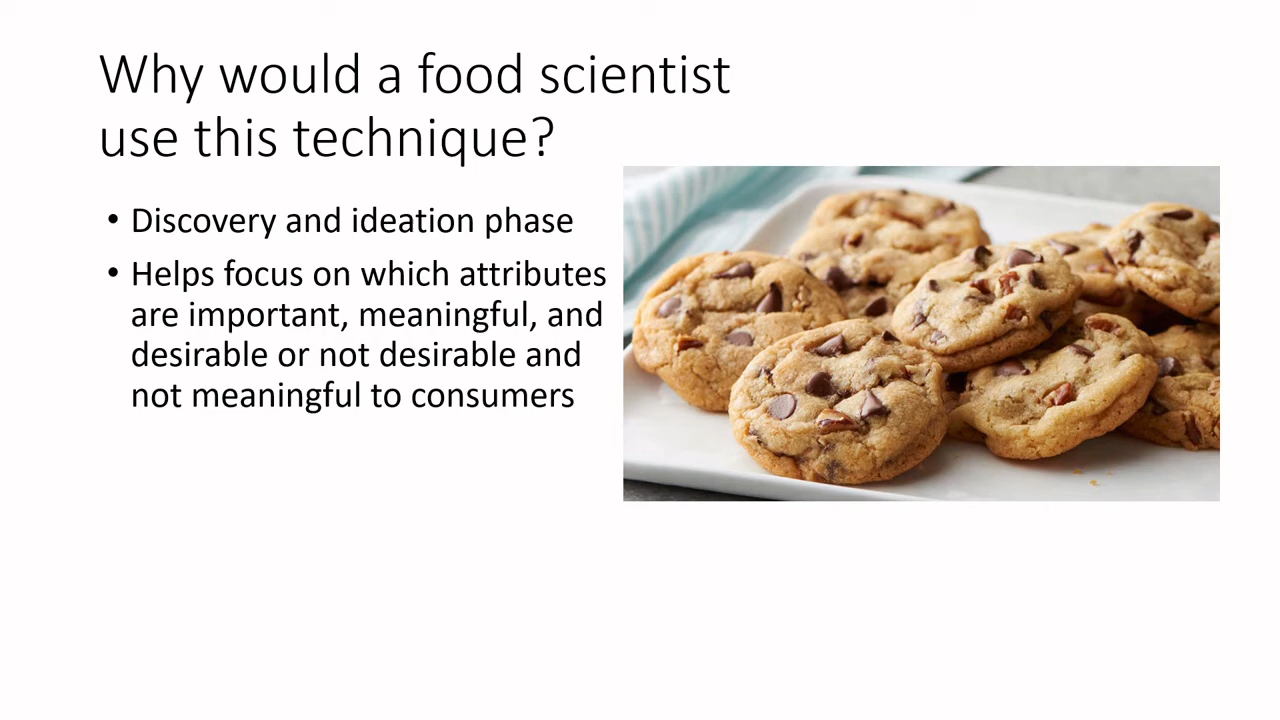 Why would a food scientist
use this technique?
• Discovery and ideation phase
• Helps focus on which attributes
are important, meaningful, and
desirable or not desirable and
not meaningful to consumers